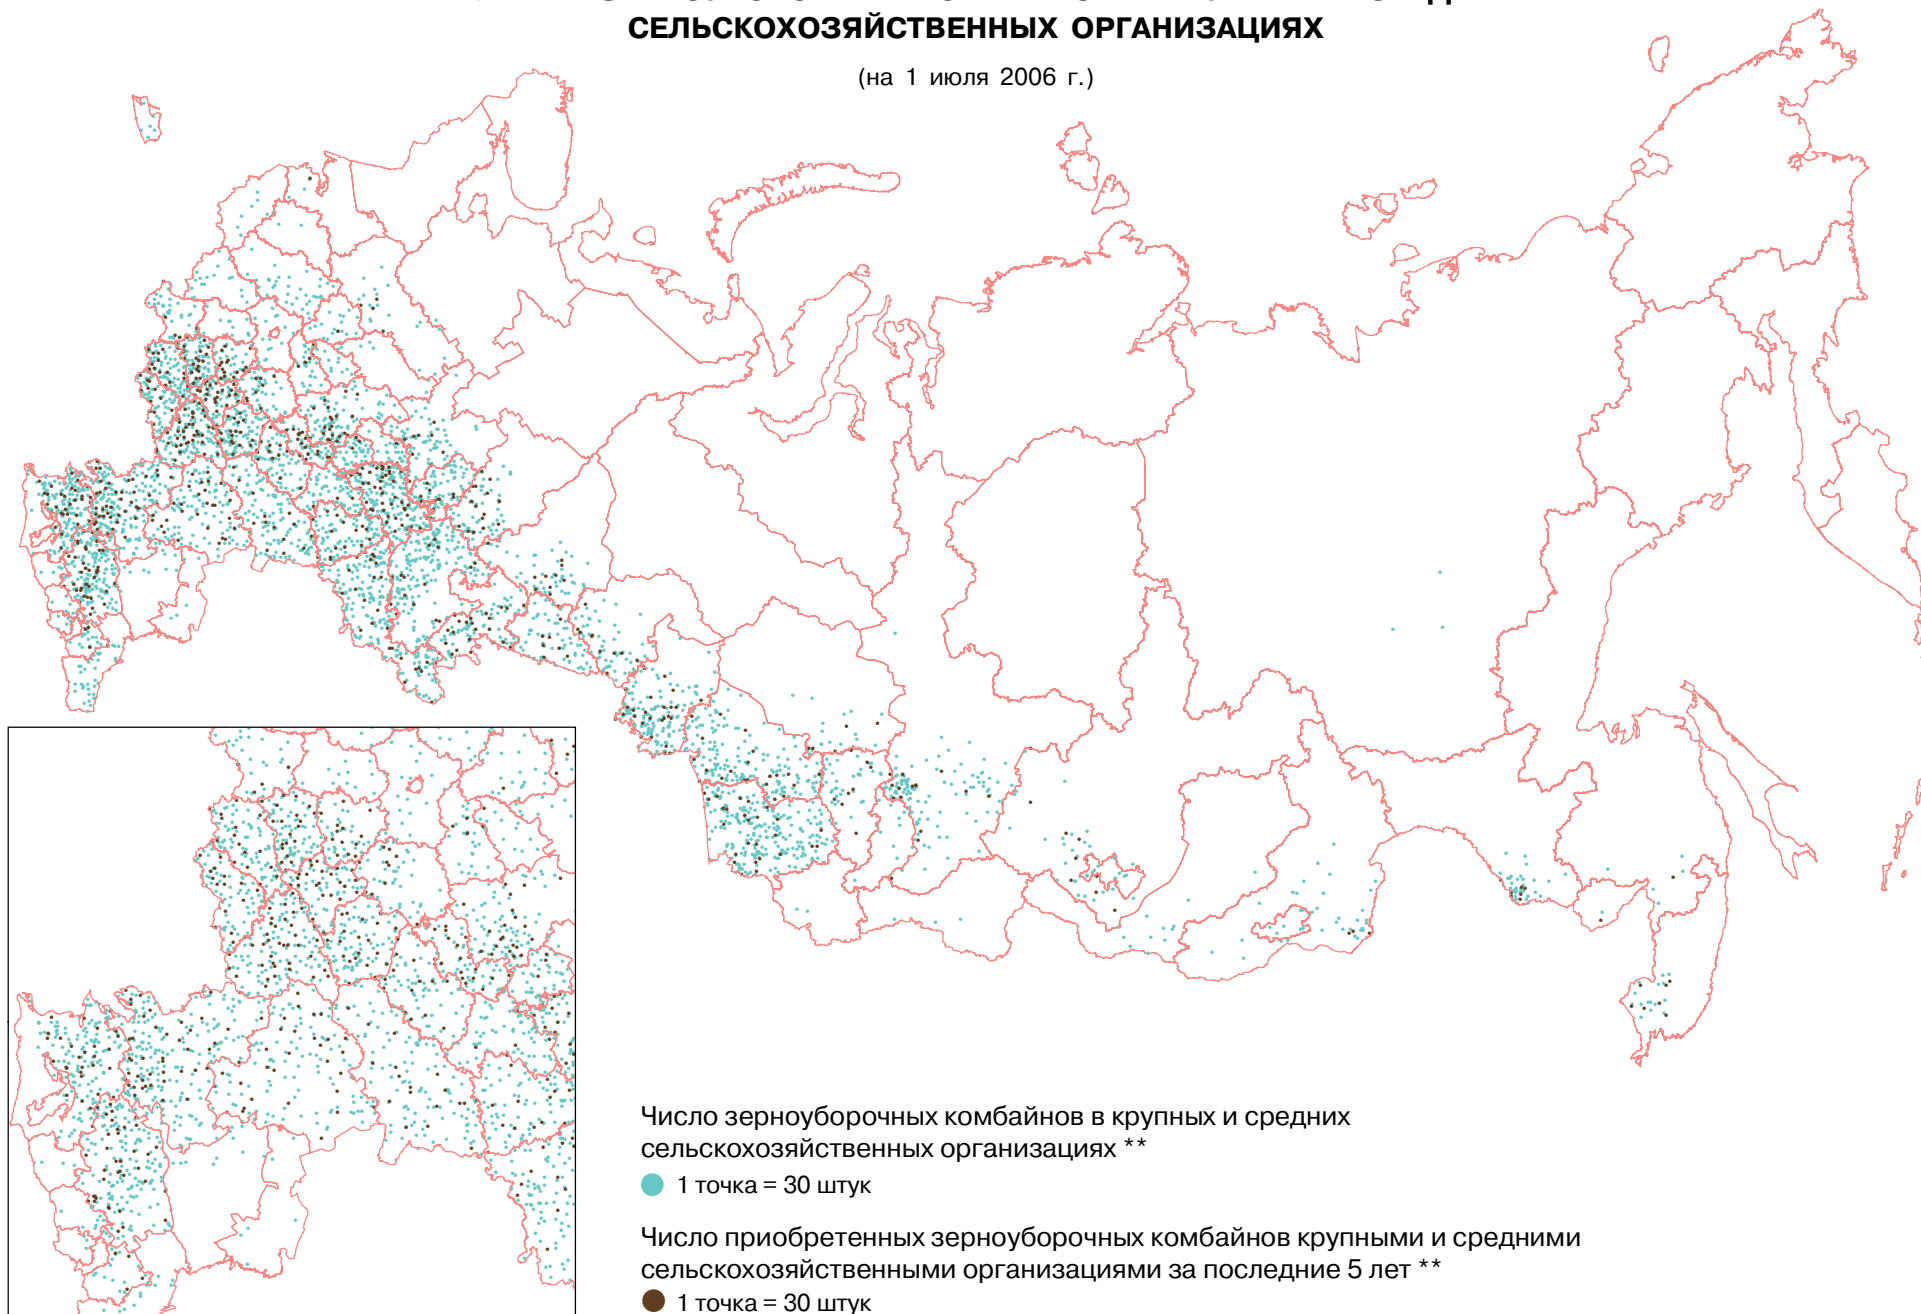 СЕЛЬСКОХОЗЯЙСТВЕННЫХ ОРГАНИЗАЦИЯХ
(на 1 июля 2006 г.)
Число зерноуборочных комбайнов в крупных и средних
сельскохозяйственных организациях **
1 точка = 30 штук
Число приобретенных зерноуборочных комбайнов крупными и средними
сельскохозяйственными организациями за последние 5 лет **
1 точка = 30 штук